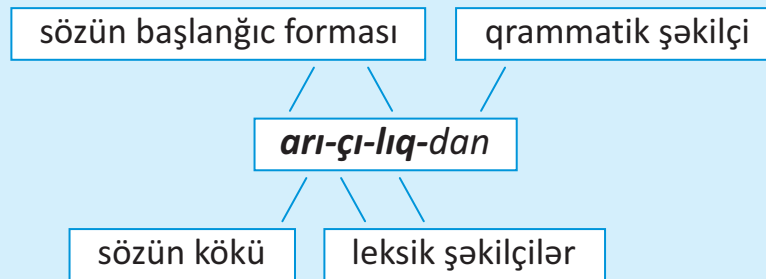 sözün başlanğıc forması
qrammatik şəkilçi
arı-çı-lıq-dan
sözün kökü
leksik şəkilçilər